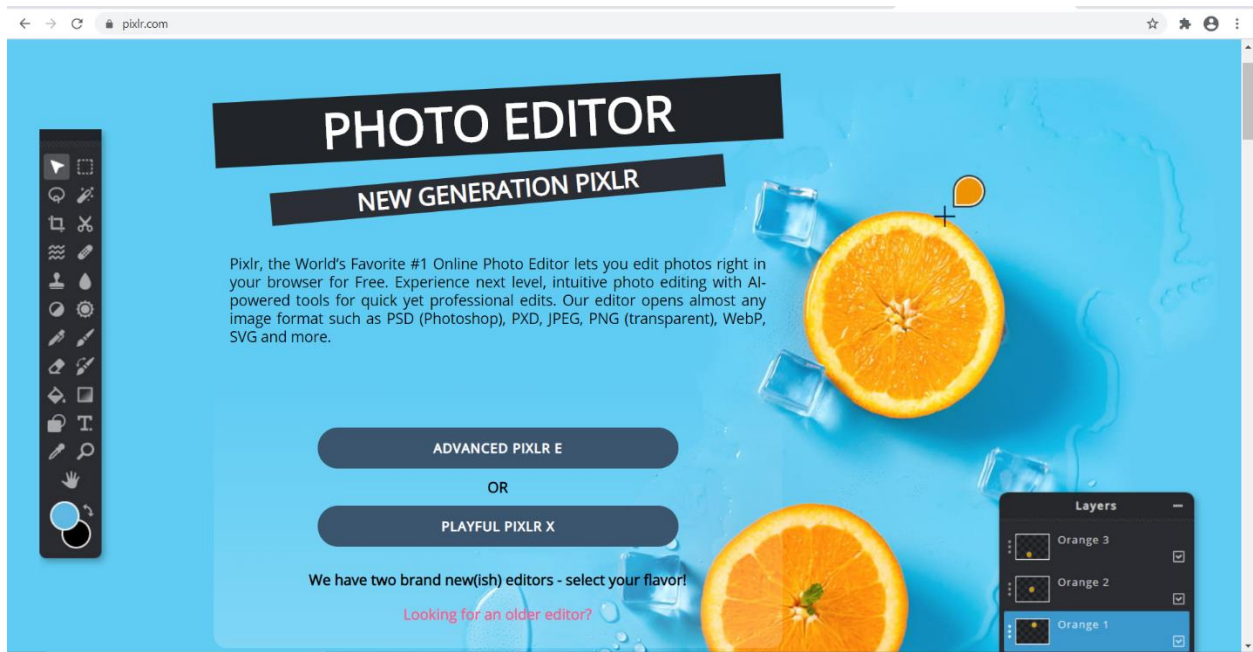 pixlr.com
PHOTO EDITOR
NEW GENERATION PIXLR
Pixlr, the World's Favorite #1 Online Photo Editor lets you edit photos right in
your browser for Free. Experience next level, intuitive photo editing with AI-
powered tools for quick yet professional edits. Our editor opens almost any
image format such as PSD (Photoshop), PXD, JPEG, PNG (transparent), WebP,
SVG and more.
ADVANCED PIXLR E
OR
PLAYFUL PIXLR X
We have two brand new(ish) editors - select your flavor!
Looking for an older editor?
Layers
Orange 3
Orange 2
Orange 1